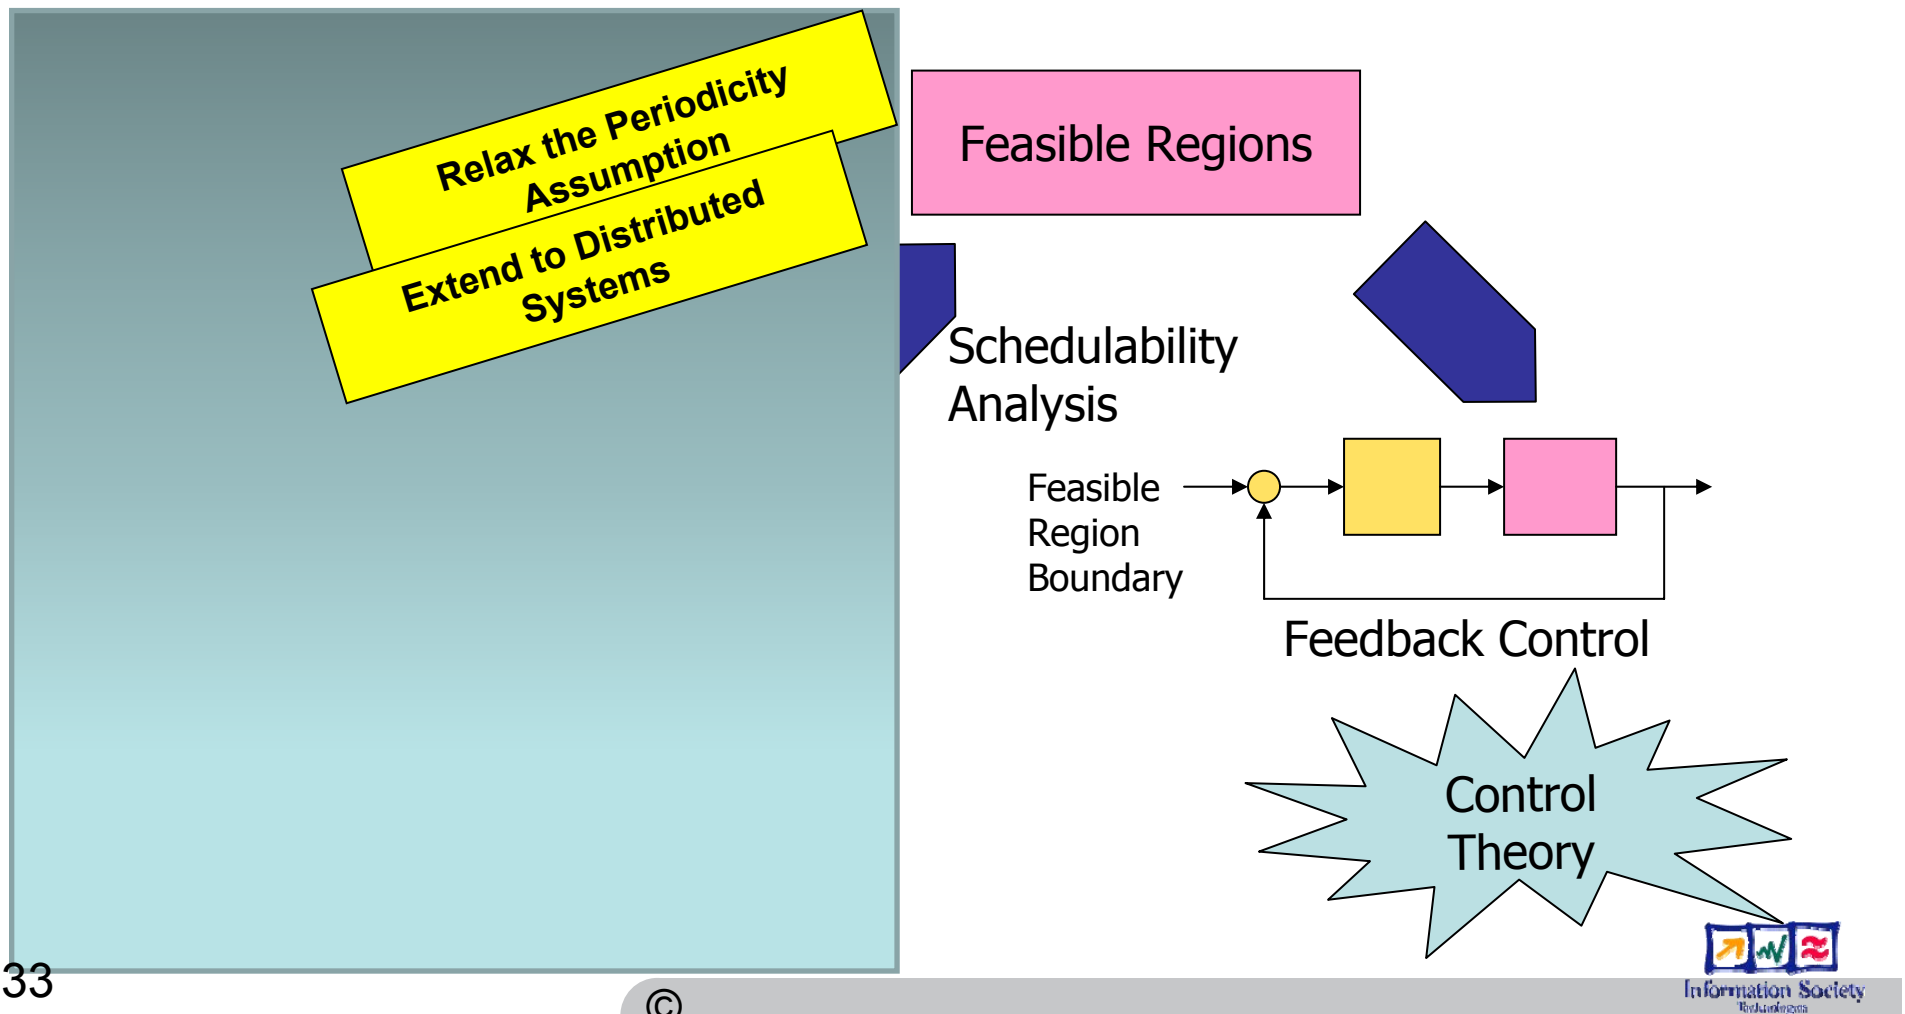 Relax the Periodicity
Assumption
Extend to Distributed
Systems
Feasible Regions
Schedulability
Analysis
Feasible
Region
Boundary
Feedback Control
Control
Theory
33
©
Information Society
Technologies